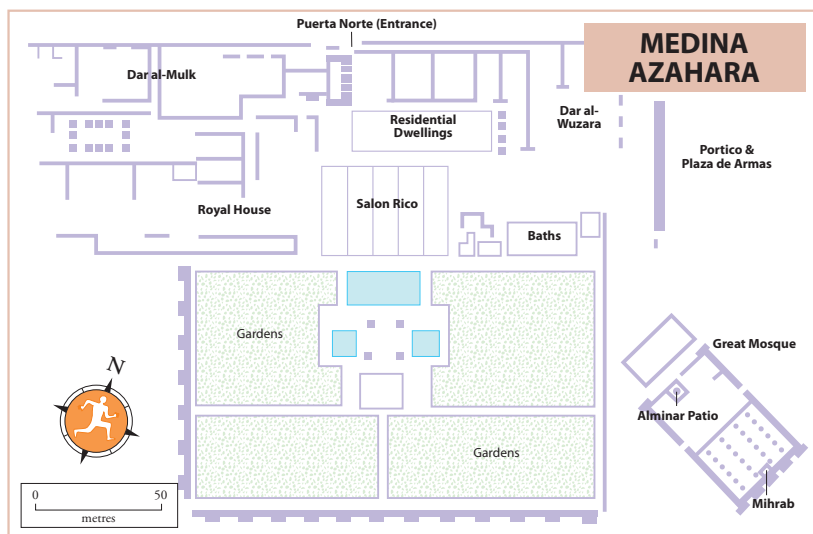 Puerta Norte (Entrance)
MEDINA
AZAHARA
Dar al-Mulk
Residential
Dwellings
Dar al-
Wuzara
Portico &
Plaza de Armas
Royal House
Salon Rico
Baths
Gardens
Great Mosque
N
Alminar Patio
Gardens
Mihrab
0 50
metres